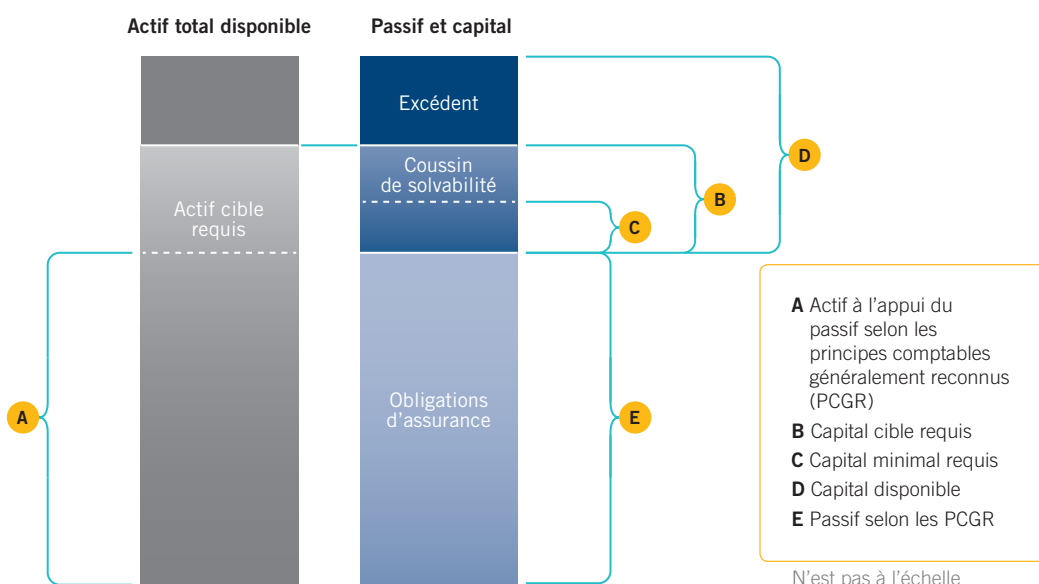 Actif total disponible
Passif et capital
Excédent
Coussin
de solvabilité
Actif cible
requis
Obligations
d'assurance
A
B
C
D
E
A Actif à l'appui du
passif selon les
principes comptables
généralement reconnus
(PCGR)
B Capital cible requis
C Capital minimal requis
D Capital disponible
E Passif selon les PCGR
N'est pas à l'échelle